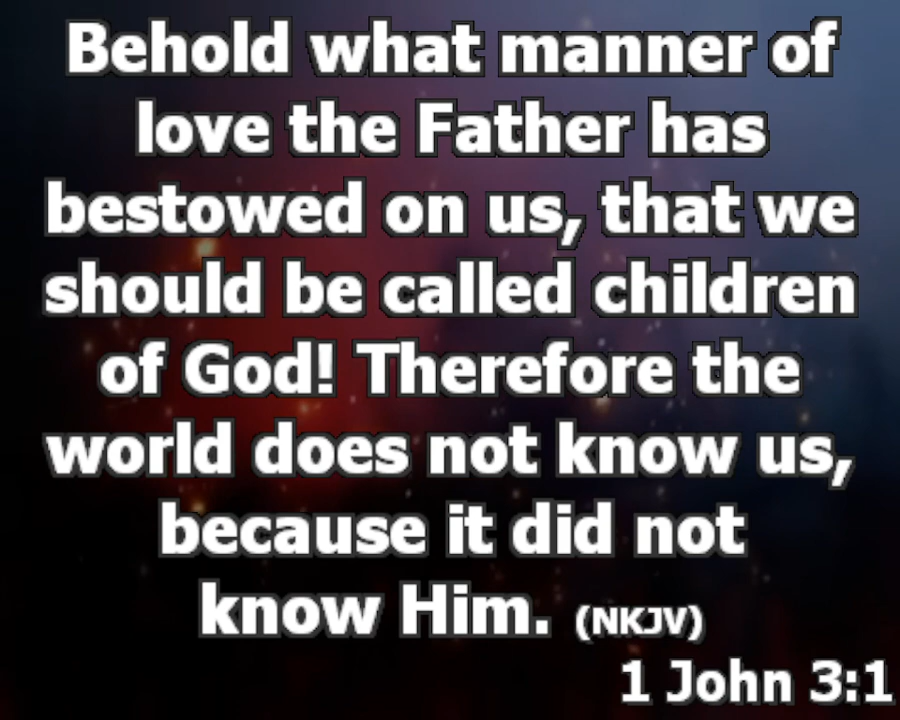 Behold what manner of
love the Father has
bestowed on us, that we
should be called children
of God! Therefore the
world does not know us,
because it did not
know Him. (NKJV)
1 John 3:1